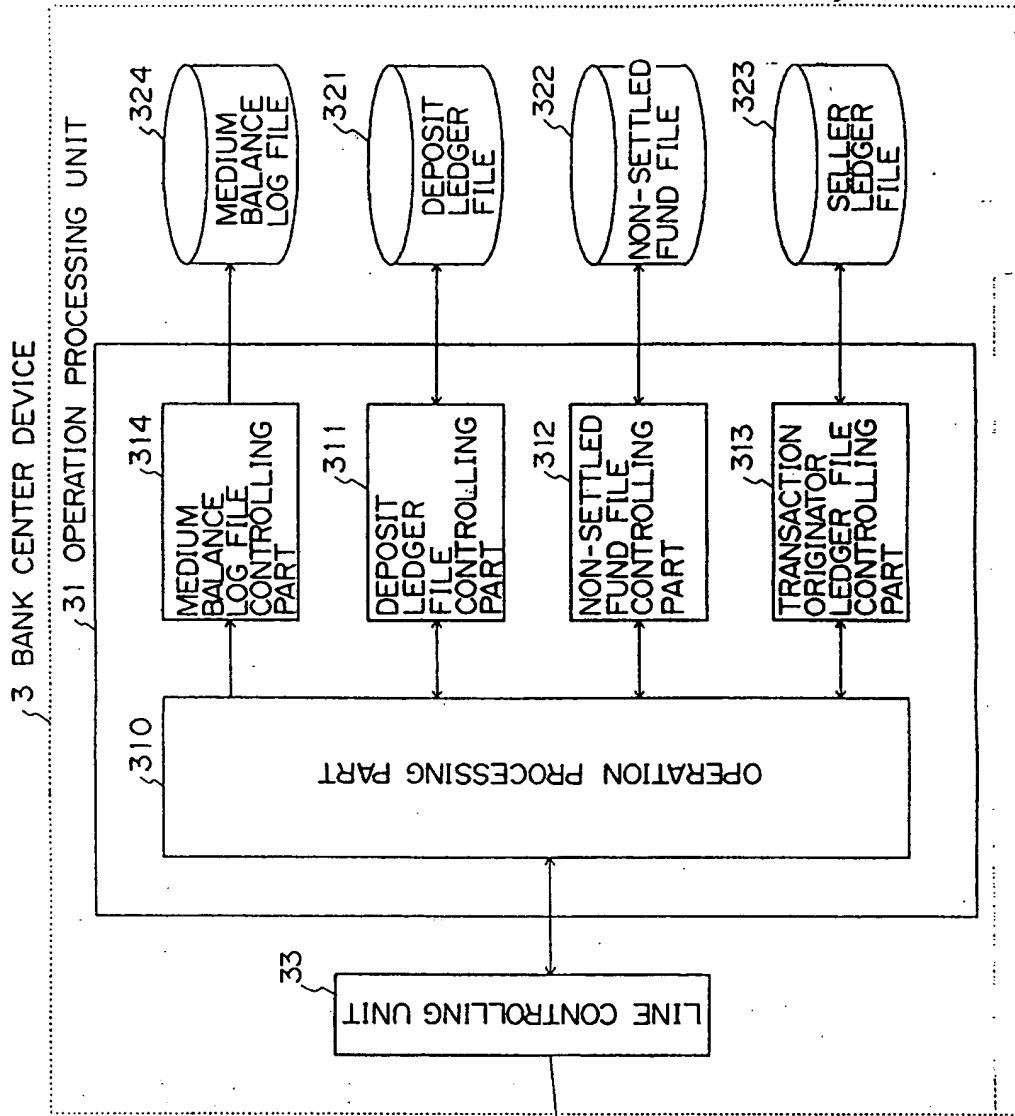 3 BANK CENTER DEVICE
31 OPERATION PROCESSING UNIT
33
LINE CONTROLLING UNIT
310
OPERATION PROCESSING PART
314
MEDIUM
BALANCE
LOG FILE
CONTROLLING
PART
324
MEDIUM
BALANCE
LOG FILE
311
DEPOSIT
LEDGER
FILE
CONTROLLING
PART
321
DEPOSIT
LEDGER
FILE
312
NON-SETTLED
FUND FILE
CONTROLLING
PART
322
NON-SETTLED
FUND FILE
313
TRANSACTION
ORIGINATOR
LEDGER FILE
CONTROLLING
PART
323
SELLER
LEDGER
FILE